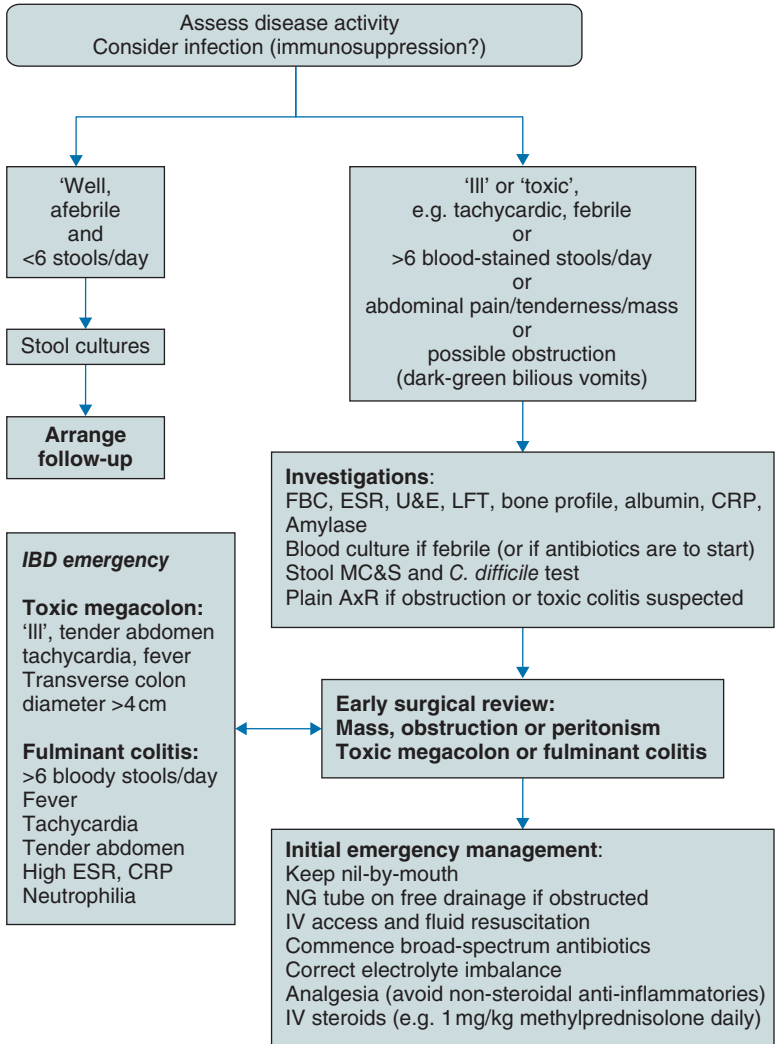 Assess disease activity
Consider infection (immunosuppression?)
‘Well,
afebrile
and
<6 stools/day
Stool cultures
Arrange
follow-up
‘Ill’ or ‘toxic’,
e.g. tachycardic, febrile
or
>6 blood-stained stools/day
or
abdominal pain/tenderness/mass
or
possible obstruction
(dark-green bilious vomits)
Investigations:
FBC, ESR, U&E, LFT, bone profile, albumin, CRP,
Amylase
Blood culture if febrile (or if antibiotics are to start)
Stool MC&S and C. difficile test
Plain AxR if obstruction or toxic colitis suspected
IBD emergency
Toxic megacolon:
‘Ill’, tender abdomen
tachycardia, fever
Transverse colon
diameter >4 cm
Fulminant colitis:
>6 bloody stools/day
Fever
Tachycardia
Tender abdomen
High ESR, CRP
Neutrophilia
Early surgical review:
Mass, obstruction or peritonism
Toxic megacolon or fulminant colitis
Initial emergency management:
Keep nil-by-mouth
NG tube on free drainage if obstructed
IV access and fluid resuscitation
Commence broad-spectrum antibiotics
Correct electrolyte imbalance
Analgesia (avoid non-steroidal anti-inflammatories)
IV steroids (e.g. 1 mg/kg methylprednisolone daily)